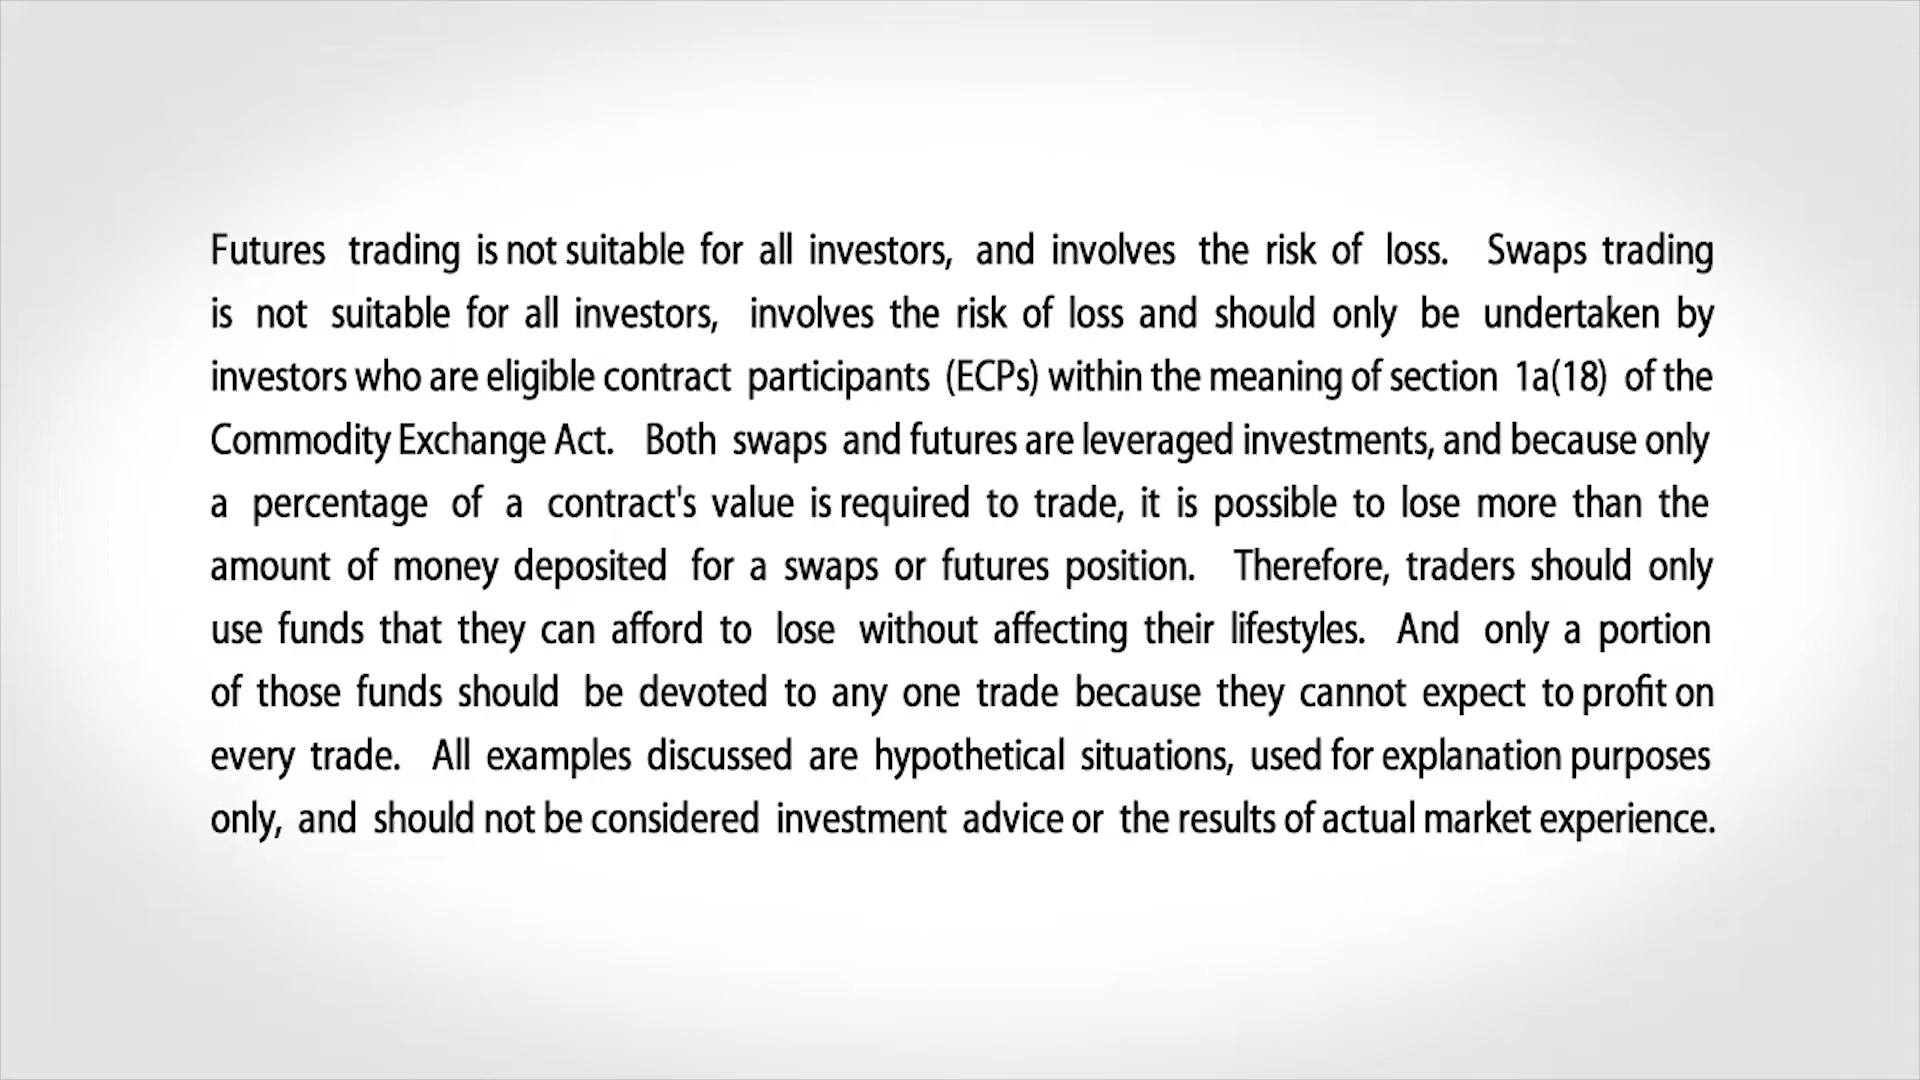 Futures trading is not suitable for all investors, and involves the risk of loss. Swaps trading
is not suitable for all investors, involves the risk of loss and should only be undertaken by
investors who are eligible contract participants (ECPs) within the meaning of section 1a(18) of the
Commodity Exchange Act. Both swaps and futures are leveraged investments, and because only
a percentage of a contract's value is required to trade, it is possible to lose more than the
amount of money deposited for a swaps or futures position. Therefore, traders should only
use funds that they can afford to lose without affecting their lifestyles. And only a portion
of those funds should be devoted to any one trade because they cannot expect to profit on
every trade. All examples discussed are hypothetical situations, used for explanation purposes
only, and should not be considered investment advice or the results of actual market experience.